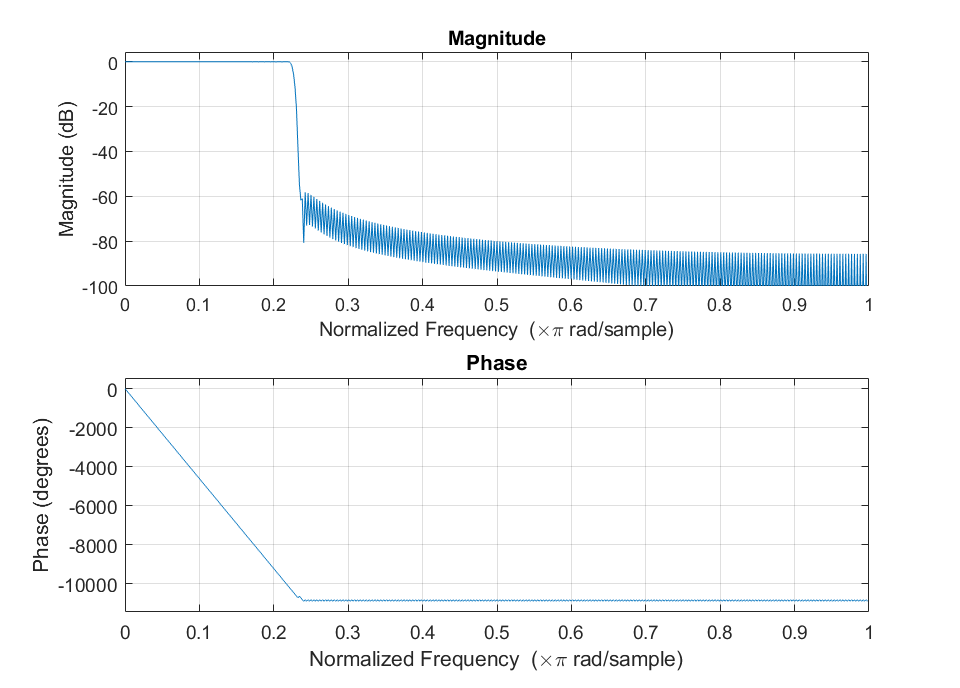 Magnitude
0
-20
-40
-60
-80
-100
Magnitude (dB)
0 0.1 0.2 0.3 0.4 0.5 0.6 0.7 0.8 0.9 1
Normalized Frequency (×π rad/sample)
Phase
0
-2000
-4000
-6000
-8000
-10000
Phase (degrees)
0 0.1 0.2 0.3 0.4 0.5 0.6 0.7 0.8 0.9 1
Normalized Frequency (×π rad/sample)